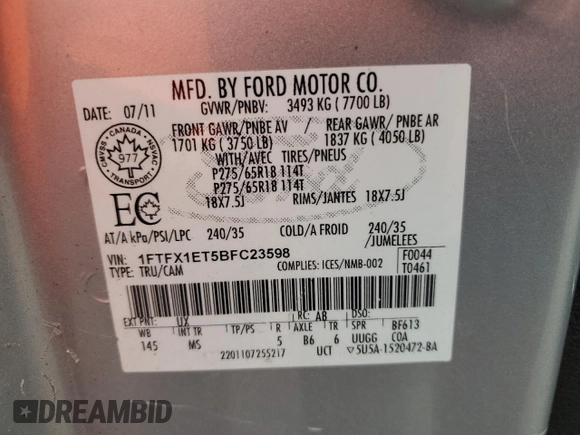 MFD. BY FORD MOTOR CO.
DATE: 07/11 GVWR/PNBV: 3493 KG ( 7700 LB)
FRONT GAWR/PNBE AV / REAR GAWR/ PNBE AR
1701 KG ( 3750 LB) 1837 KG ( 4050 LB)
WITH/AVEC TIRES/PNEUS
P275/65R18 114T
P275/65R18 114T
18X7.5J RIMS/JANTES 18X7.5J
CMVSS · CANADA · NSVAC
977
TRANSPORT
EC
AT/A kPa/PSI/LPC 240/35 COLD/A FROID 240/35
/JUMELEES
VIN: 1FTFX1ET5BFC23598 F0044
TYPE: TRU/CAM COMPLIES: ICES/NMB-002 T0461
EXT PNT: UX RC: AB DSO:
WB INT TR TP/PS R AXLE TR SPR BF613
145 MS 5 B6 6 UUGG COA
2201107255217 UCT 5U5A-1520472-BA
DREAMBID